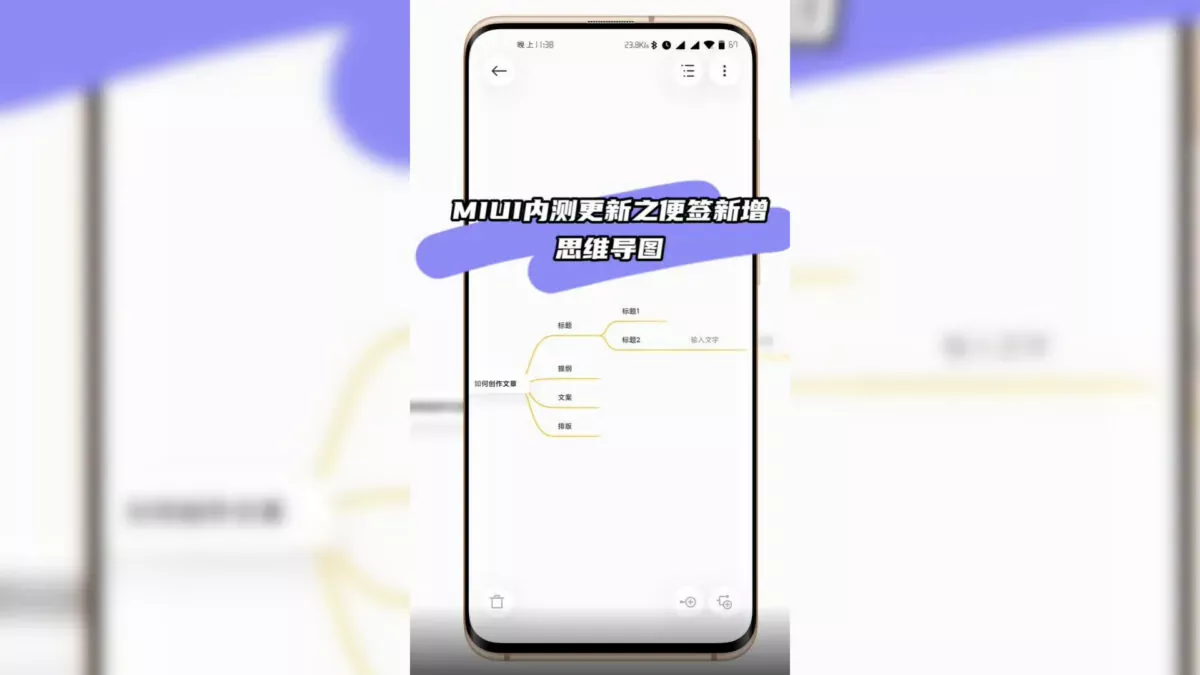 晚上11:38
23.8K/s
67
MIUI内测更新之便签新增
思维导图
标题1
标题
标题2
输入文字
提纲
如何创作文章
文案
排版